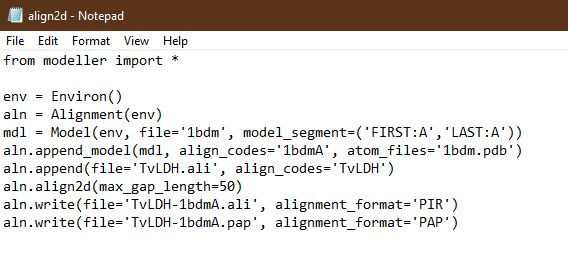 align2d - Notepad
File Edit Format View Help
from modeller import *
env = Environ()
aln = Alignment(env)
mdl = Model(env, file='1bdm', model_segment=('FIRST:A','LAST:A'))
aln.append_model(mdl, align_codes='1bdmA', atom_files='1bdm.pdb')
aln.append(file='TvLDH.ali', align_codes='TvLDH')
aln.align2d(max_gap_length=50)
aln.write(file='TvLDH-1bdmA.ali', alignment_format='PIR')
aln.write(file='TvLDH-1bdmA.pap', alignment_format='PAP')